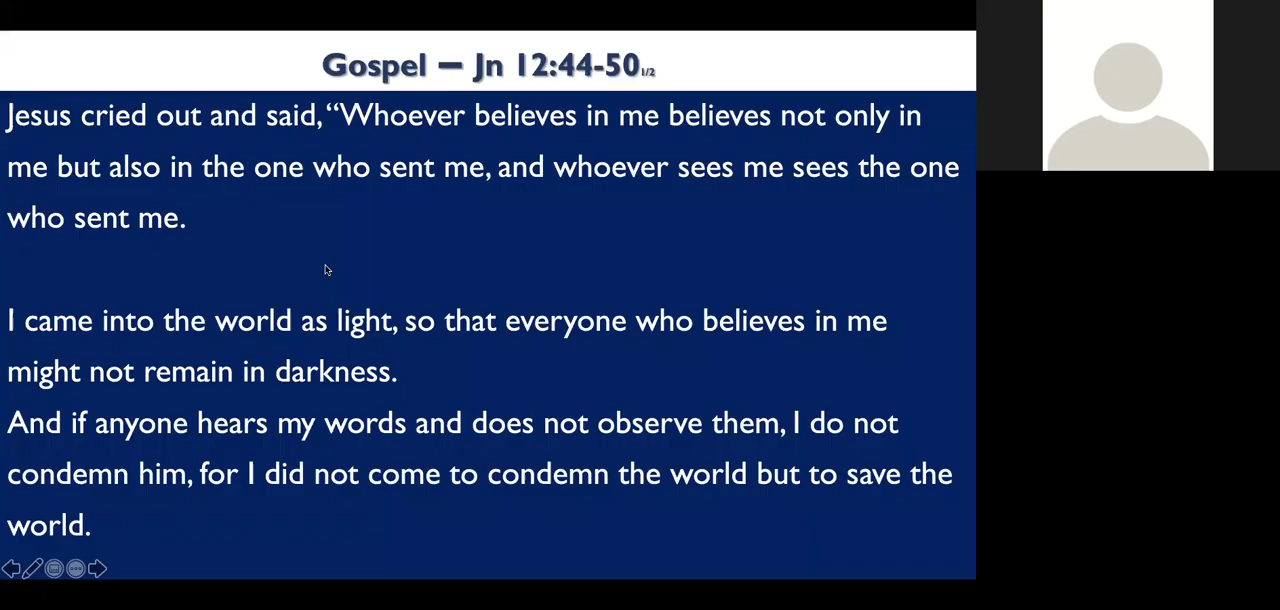 Gospel – Jn 12:44-50 1/2
Jesus cried out and said, “Whoever believes in me believes not only in
me but also in the one who sent me, and whoever sees me sees the one
who sent me.
I came into the world as light, so that everyone who believes in me
might not remain in darkness.
And if anyone hears my words and does not observe them, I do not
condemn him, for I did not come to condemn the world but to save the
world.